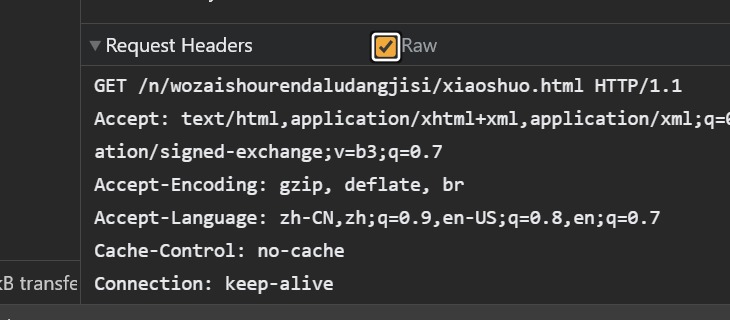 Request Headers
Raw
GET /n/wozaishourendaludangjisi/xiaoshuo.html HTTP/1.1
Accept: text/html,application/xhtml+xml,application/xml;q=
ation/signed-exchange;v=b3;q=0.7
Accept-Encoding: gzip, deflate, br
Accept-Language: zh-CN,zh;q=0.9,en-US;q=0.8,en;q=0.7
Cache-Control: no-cache
kB transfe
Connection: keep-alive